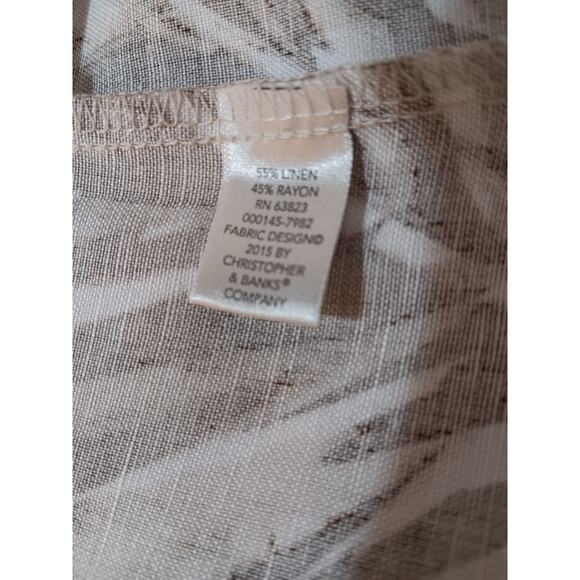 55% LINEN
45% RAYON
RN 63823
000145-7982
FABRIC DESIGN©
2015 BY
CHRISTOPHER
& BANKS®
COMPANY